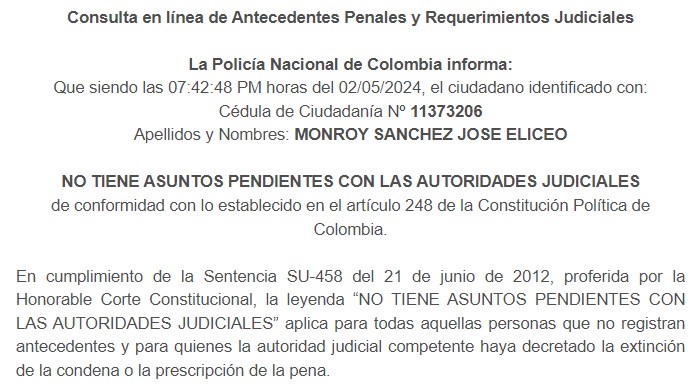 Consulta en línea de Antecedentes Penales y Requerimientos Judiciales
La Policía Nacional de Colombia informa:
Que siendo las 07:42:48 PM horas del 02/05/2024, el ciudadano identificado con:
Cédula de Ciudadanía Nº 11373206
Apellidos y Nombres: MONROY SANCHEZ JOSE ELICEO
NO TIENE ASUNTOS PENDIENTES CON LAS AUTORIDADES JUDICIALES
de conformidad con lo establecido en el artículo 248 de la Constitución Política de
Colombia.
En cumplimiento de la Sentencia SU-458 del 21 de junio de 2012, proferida por la
Honorable Corte Constitucional, la leyenda “NO TIENE ASUNTOS PENDIENTES CON
LAS AUTORIDADES JUDICIALES” aplica para todas aquellas personas que no registran
antecedentes y para quienes la autoridad judicial competente haya decretado la extinción
de la condena o la prescripción de la pena.